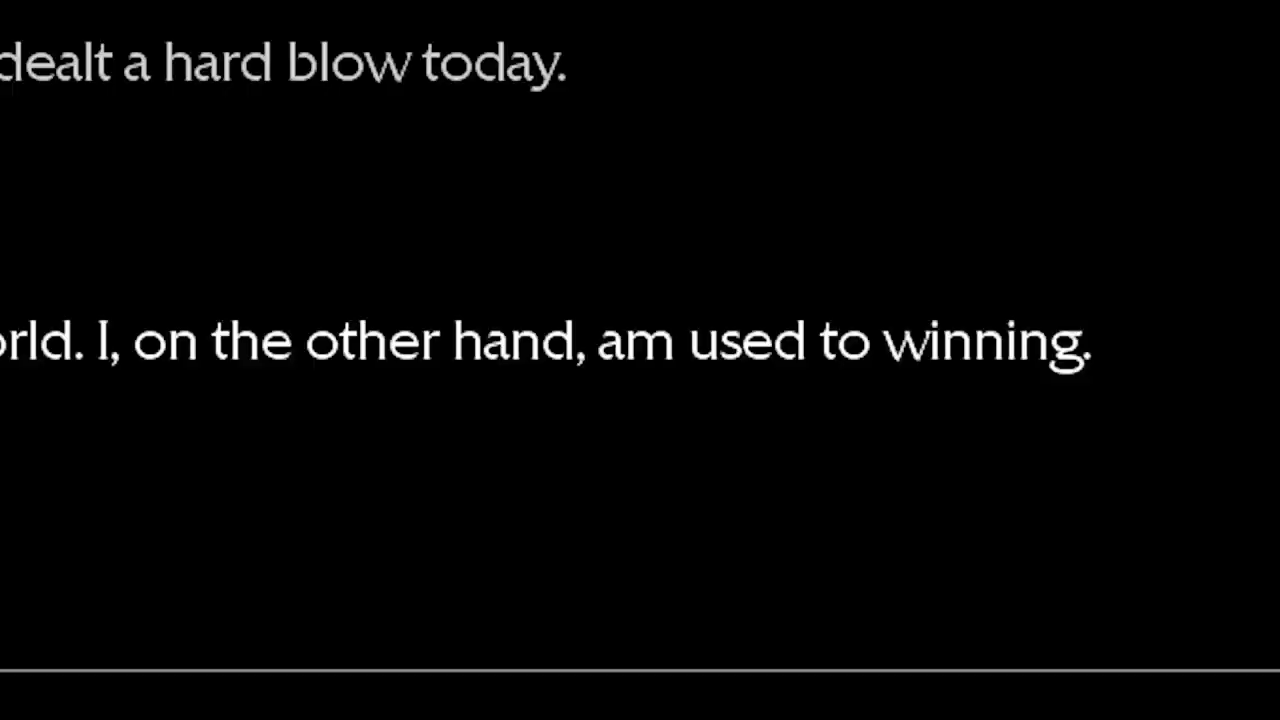 dealt a hard blow today.
orld. I, on the other hand, am used to winning.